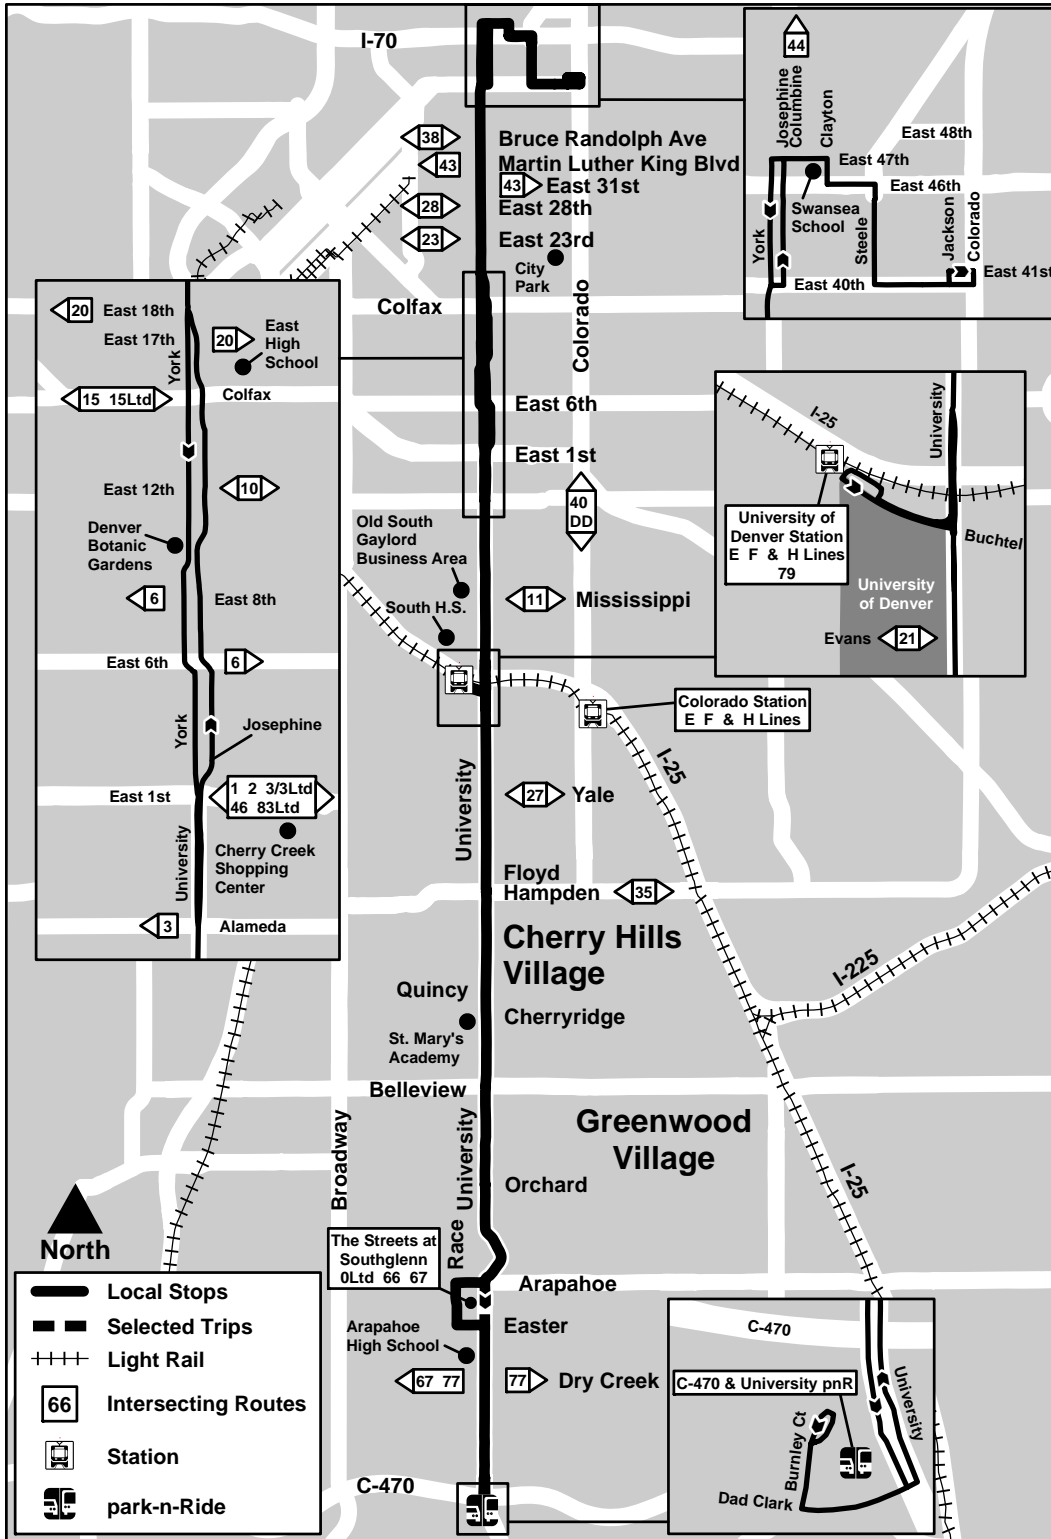 I-70
38
Bruce Randolph Ave
43
Martin Luther King Blvd
43
East 31st
28
East 28th
23
East 23rd
City
Park
Colfax
Colorado
East 6th
East 1st
40
DD
Old South
Gaylord
Business Area
11
Mississippi
South H.S.
Colorado Station
E F & H Lines
I-25
University
27
Yale
Floyd
Hampden
35
Cherry Hills
Village
I-225
Quincy
Cherryridge
St. Mary's
Academy
Belleview
Greenwood
Village
Broadway
University
Orchard
I-25
Race
The Streets at
Southglenn
0Ltd 66 67
Arapahoe
Easter
Arapahoe
High School
67 77
77
Dry Creek
C-470
44
Josephine
Columbine
Clayton
East 48th
East 47th
East 46th
Swansea
School
York
Steele
Jackson
Colorado
East 40th
East 41st
20
East 18th
East 17th
20
East
High
School
York
15 15Ltd
Colfax
East 12th
10
Denver
Botanic
Gardens
6
East 8th
East 6th
6
York
Josephine
East 1st
1 2 3/3Ltd
46 83Ltd
University
Cherry Creek
Shopping
Center
3
Alameda
I-25
University
University of
Denver Station
E F & H Lines
79
Buchtel
University
of Denver
Evans
21
C-470
C-470 & University pnR
University
Burnley Ct
Dad Clark
North
Local Stops
Selected Trips
Light Rail
66
Intersecting Routes
Station
park-n-Ride